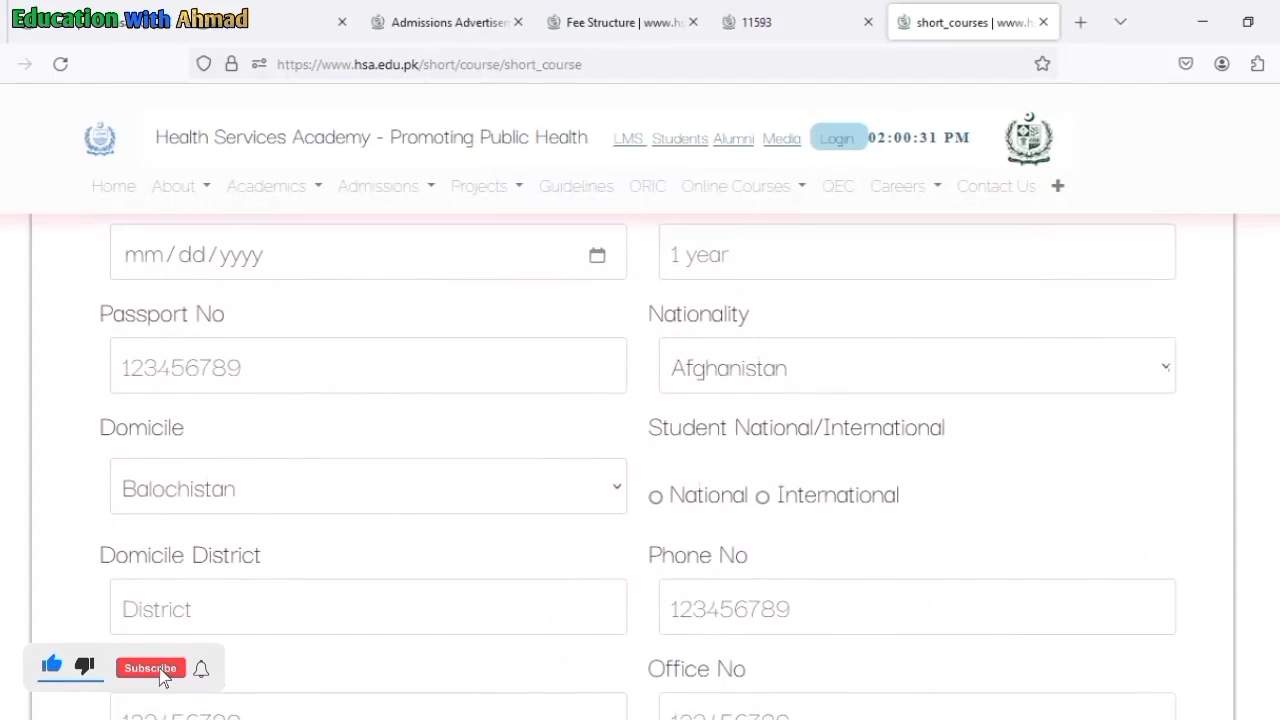 Education with Ahmad
Admissions Advertisem
Fee Structure | www.hs
11593
short_courses | www.h
https://www.hsa.edu.pk/short/course/short_course
Health Services Academy - Promoting Public Health
LMS Students Alumni Media Login 02:00:31 PM
Home About Academics Admissions Projects Guidelines ORIC Online Courses QEC Careers Contact Us
mm/dd/yyyy
1 year
Passport No
Nationality
123456789
Afghanistan
Domicile
Student National/International
Balochistan
National International
Domicile District
Phone No
District
123456789
Subscribe
Office No
123456789
123456789